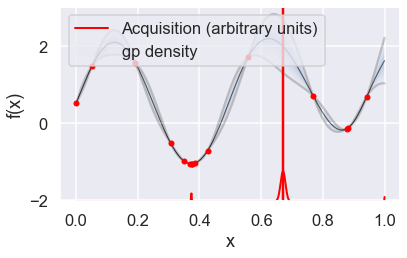 Acquisition (arbitrary units)
gp density
2
0
−2
f(x)
0.0 0.2 0.4 0.6 0.8 1.0
x